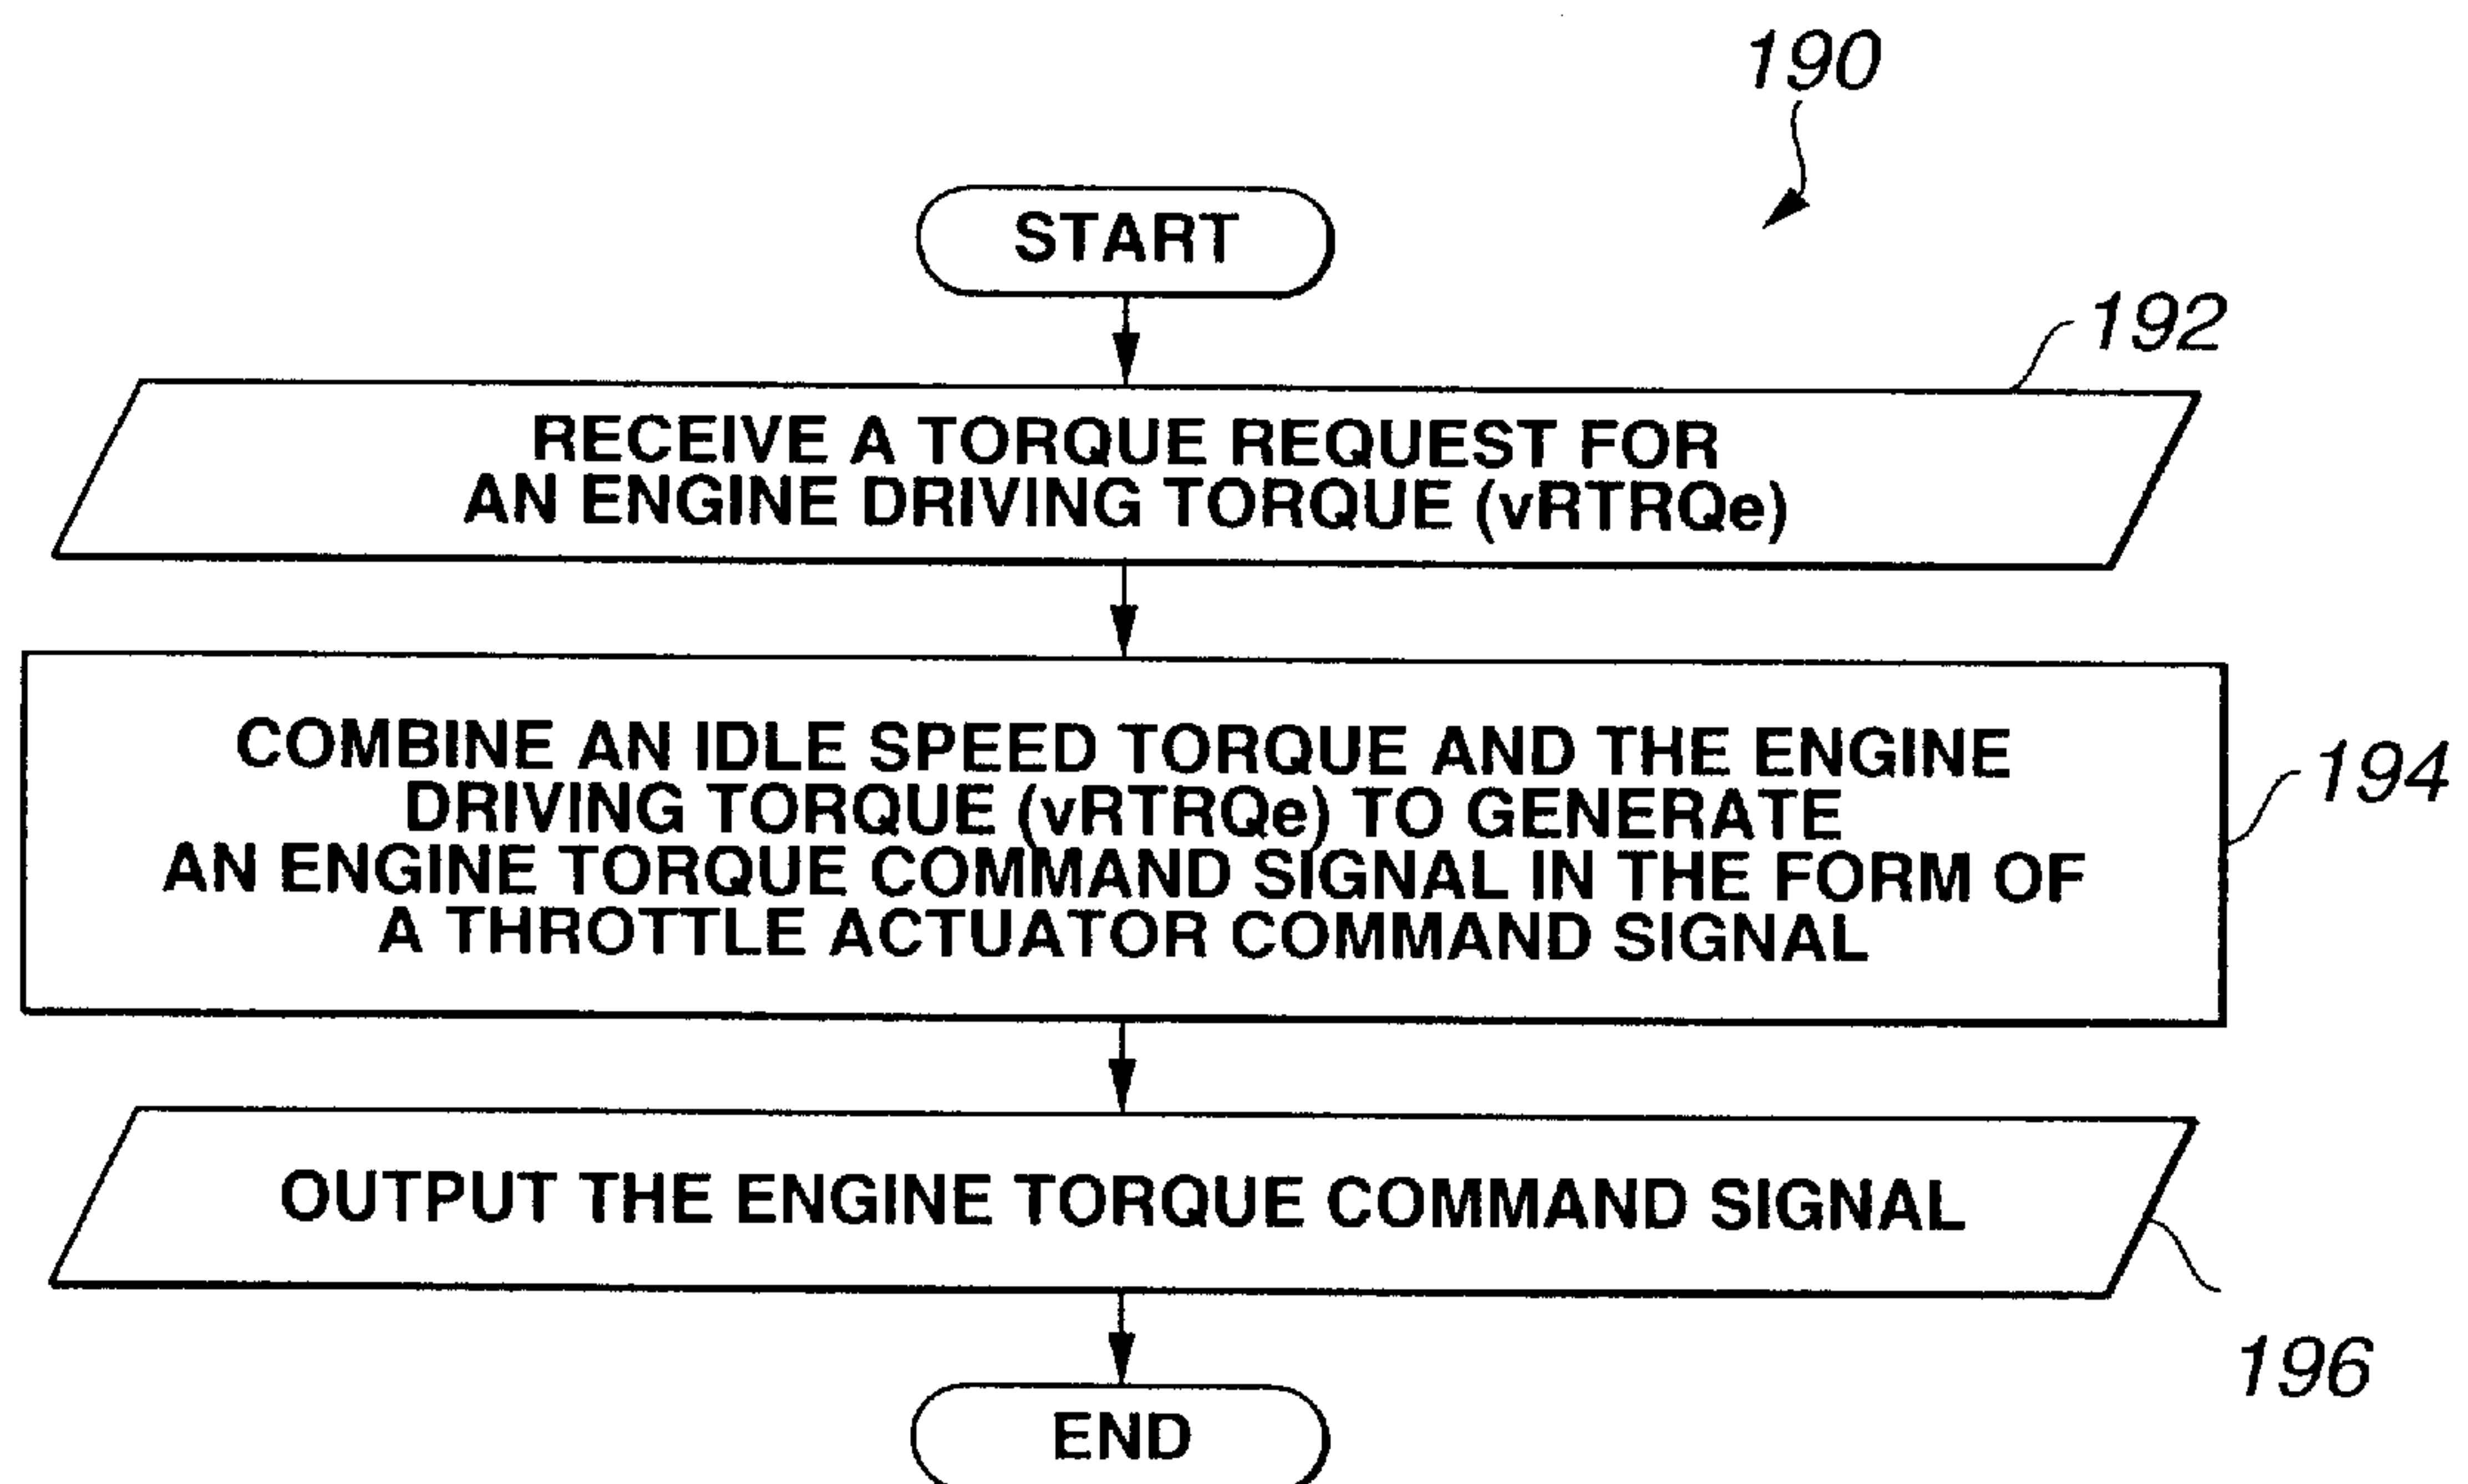 190
START
192
RECEIVE A TORQUE REQUEST FOR
AN ENGINE DRIVING TORQUE (vRTRQe)
COMBINE AN IDLE SPEED TORQUE AND THE ENGINE
DRIVING TORQUE (vRTRQe) TO GENERATE
AN ENGINE TORQUE COMMAND SIGNAL IN THE FORM OF
A THROTTLE ACTUATOR COMMAND SIGNAL
194
OUTPUT THE ENGINE TORQUE COMMAND SIGNAL
196
END